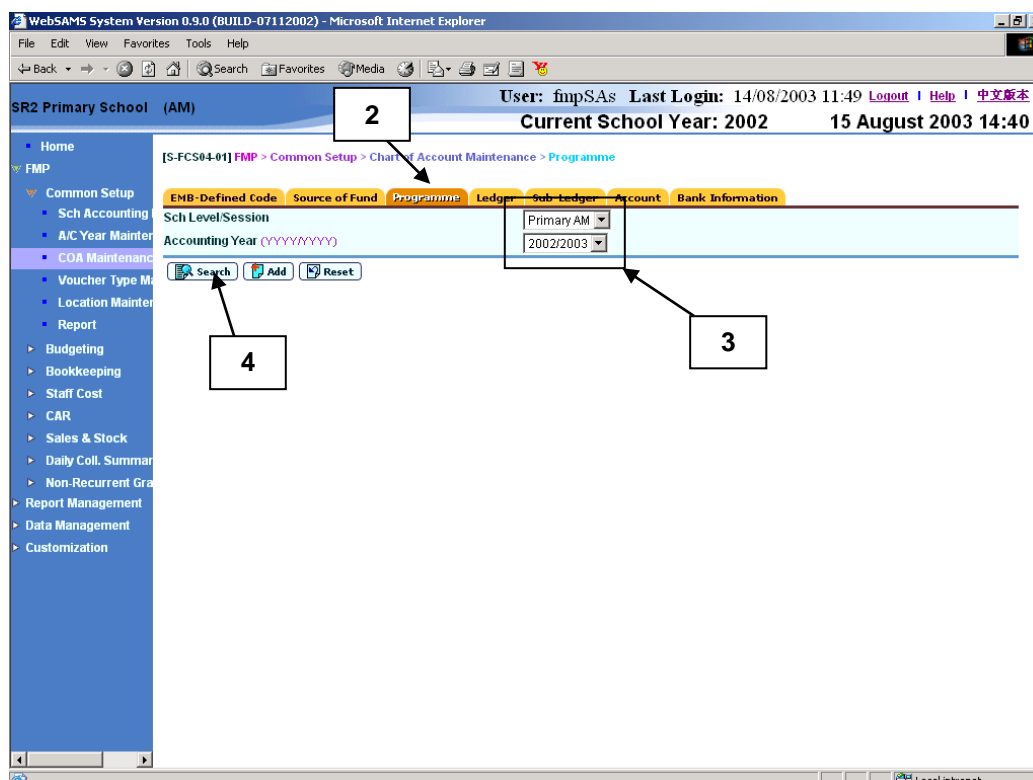 WebSAMS System Version 0.9.0 (BUILD-07112002) - Microsoft Internet Explorer
File Edit View Favorites Tools Help
Back Search Favorites Media
SR2 Primary School (AM)
User: fmpSAs Last Login: 14/08/2003 11:49 Logout | Help | 中文版本
Current School Year: 2002 15 August 2003 14:40
2
Home
FMP
Common Setup
Sch Accounting
A/C Year Mainter
COA Maintenanc
Voucher Type Ma
Location Mainter
Report
Budgeting
Bookkeeping
Staff Cost
CAR
Sales & Stock
Daily Coll. Summar
Non-Recurrent Gra
Report Management
Data Management
Customization
[S-FCS04-01] FMP > Common Setup > Chart of Account Maintenance > Programme
EMB-Defined Code Source of Fund Programme Ledger Sub-Ledger Account Bank Information
Sch Level/Session Primary AM
Accounting Year (YYYY/YYYY) 2002/2003
Search Add Reset
3
4
Local intranet